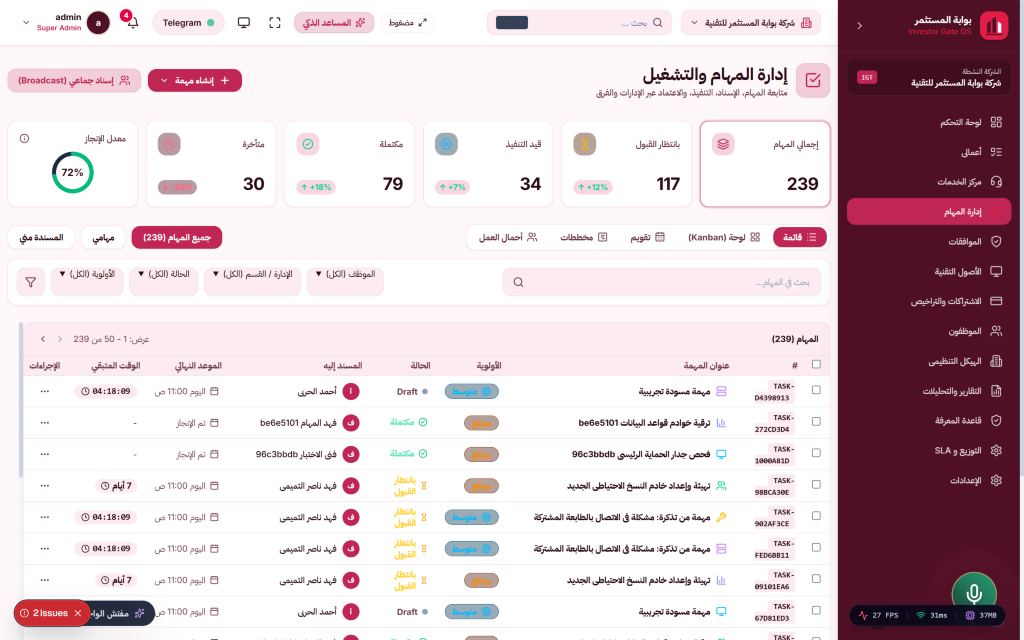 بوابة المستثمر
Investor Gate OS
شركة بوابة المستثمر للتقنية
بحث ...
مضغوط
المساعد الذكي
Telegram
4
a
admin
Super Admin
الشركة النشطة
شركة بوابة المستثمر للتقنية
IGT
لوحة التحكم
أعمالي
مركز الخدمات
إدارة المهام
الموافقات
الأصول التقنية
الاشتراكات والتراخيص
الموظفون
الهيكل التنظيمي
التقارير والتحليلات
قاعدة المعرفة
التوزيع و SLA
الإعدادات
27 FPS
31ms
37MB
إدارة المهام والتشغيل
متابعة المهام، الإسناد، التنفيذ، والاعتماد عبر الإدارات والفرق
إنشاء مهمة
إسناد جماعي (Broadcast)
إجمالي المهام
239
بانتظار القبول
117
+12%
قيد التنفيذ
34
+7%
مكتملة
79
+18%
متأخرة
30
-29%
معدل الإنجاز
72%
قائمة
لوحة (Kanban)
تقويم
مخططات
أحمال العمل
جميع المهام (239)
مهامي
المسندة مني
بحث في المهام...
الموظف (الكل)
الإدارة / القسم (الكل)
الحالة (الكل)
الأولوية (الكل)
المهام (239)
عرض: 1 - 50 من 239
# عنوان المهمة الأولوية الحالة المسند إليه الموعد النهائي الوقت المتبقي الإجراءات
TASK-D4398913 مهمة مسودة تجريبية متوسط Draft أ أحمد الحربي اليوم 11:00 ص 04:18:09
TASK-272CD3D4 ترقية خوادم قواعد البيانات be6e5101 مكتملة ف فهد المهام be6e5101 تم الإنجاز -
TASK-1000A81D فحص جدار الحماية الرئيسي 96c3bbdb مكتملة ف فني الاختبار 96c3bbdb تم الإنجاز -
TASK-98BCA30E تهيئة وإعداد خادم النسخ الاحتياطي الجديد بانتظار القبول ف فهد ناصر التميمي اليوم 11:00 ص 7 أيام
TASK-902AF3CE مهمة من تذكرة: مشكلة في الاتصال بالطابعة المشتركة متوسط بانتظار القبول ف فهد ناصر التميمي اليوم 11:00 ص 04:18:09
TASK-FED6BB11 مهمة من تذكرة: مشكلة في الاتصال بالطابعة المشتركة متوسط بانتظار القبول ف فهد ناصر التميمي اليوم 11:00 ص 04:18:09
TASK-09101EA6 تهيئة وإعداد خادم النسخ الاحتياطي الجديد بانتظار القبول ف فهد ناصر التميمي اليوم 11:00 ص 7 أيام
TASK-67D81ED3 مهمة مسودة تجريبية متوسط Draft أ أحمد الحربي اليوم 11:00 ص
TASK-
2 Issues
مفتش